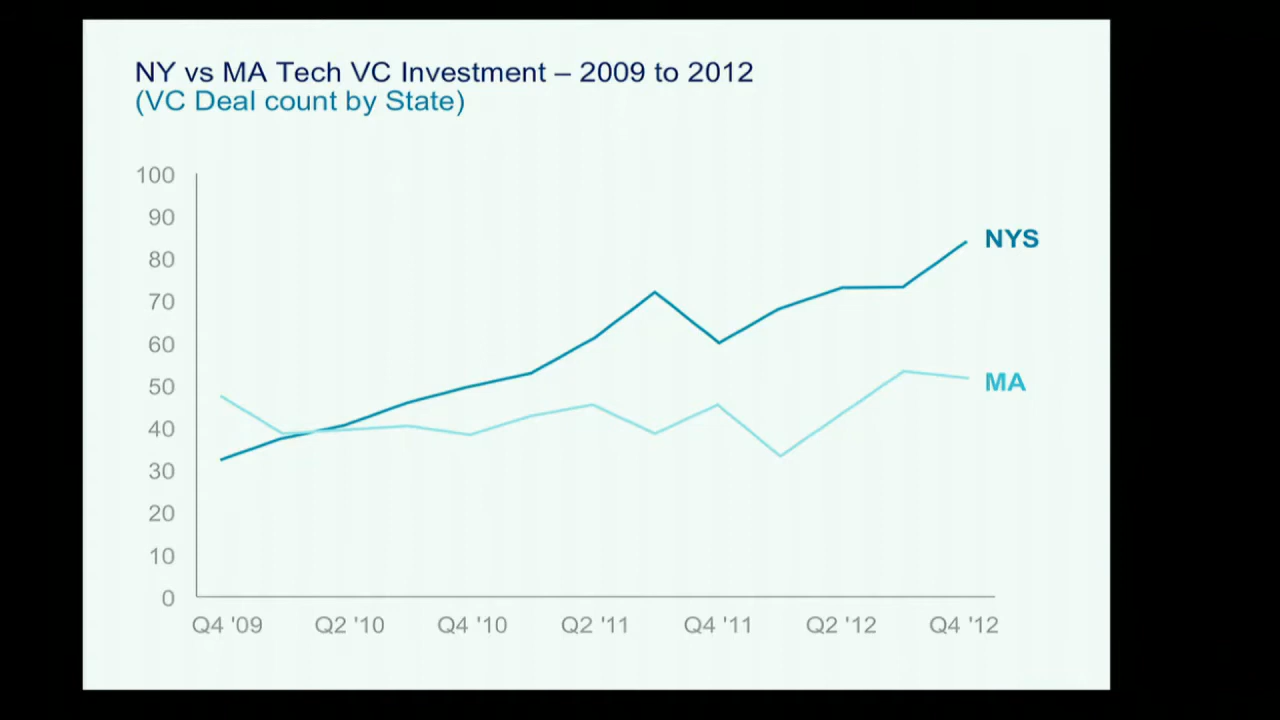 NY vs MA Tech VC Investment – 2009 to 2012
(VC Deal count by State)
100
90
80
70
60
50
40
30
20
10
0
NYS
MA
Q4 '09 Q2 '10 Q4 '10 Q2 '11 Q4 '11 Q2 '12 Q4 '12